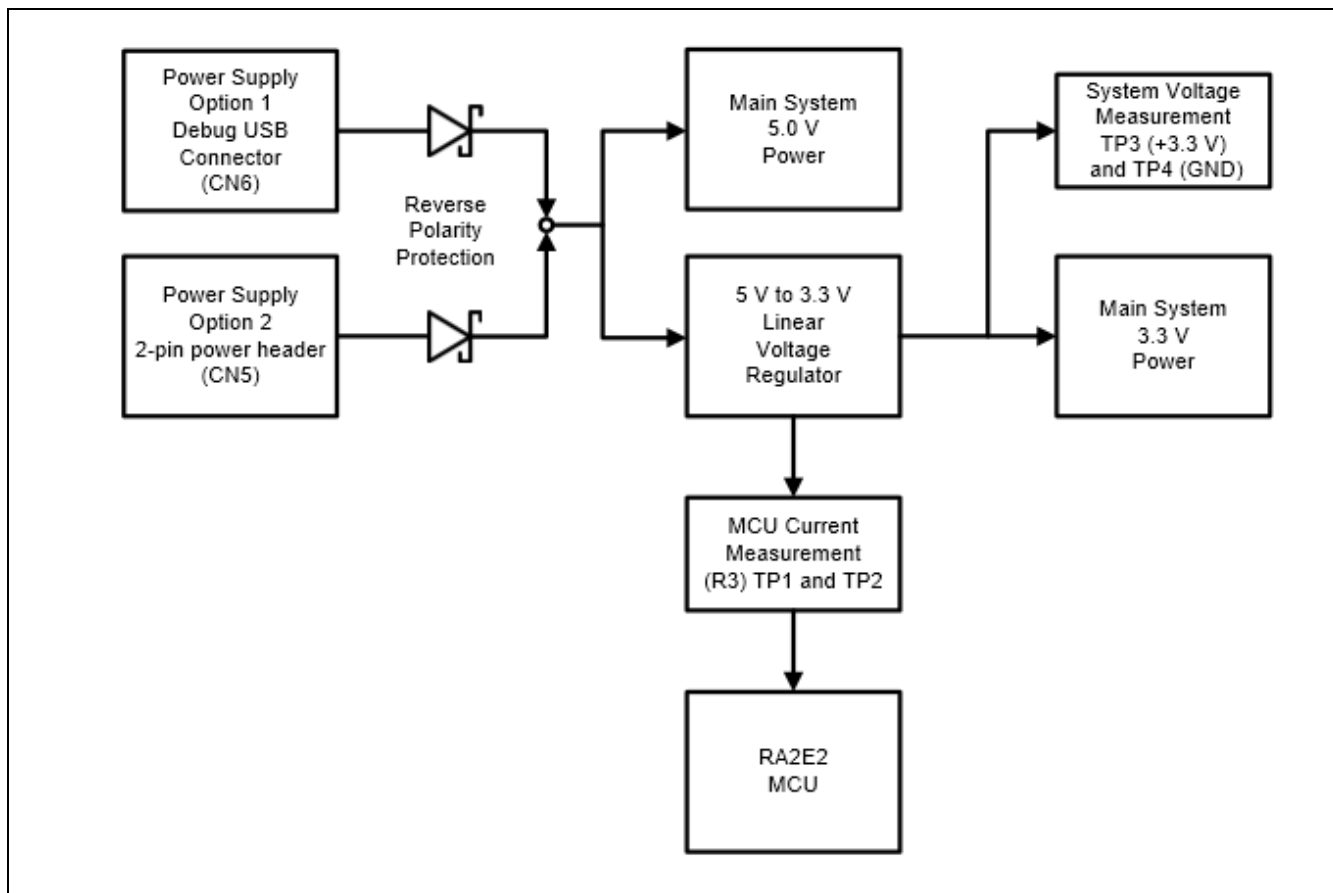 Power Supply
Option 1
Debug USB
Connector
(CN6)
Reverse
Polarity
Protection
Power Supply
Option 2
2-pin power header
(CN5)
Main System
5.0 V
Power
5 V to 3.3 V
Linear
Voltage
Regulator
System Voltage
Measurement
TP3 (+3.3 V)
and TP4 (GND)
Main System
3.3 V
Power
MCU Current
Measurement
(R3) TP1 and TP2
RA2E2
MCU